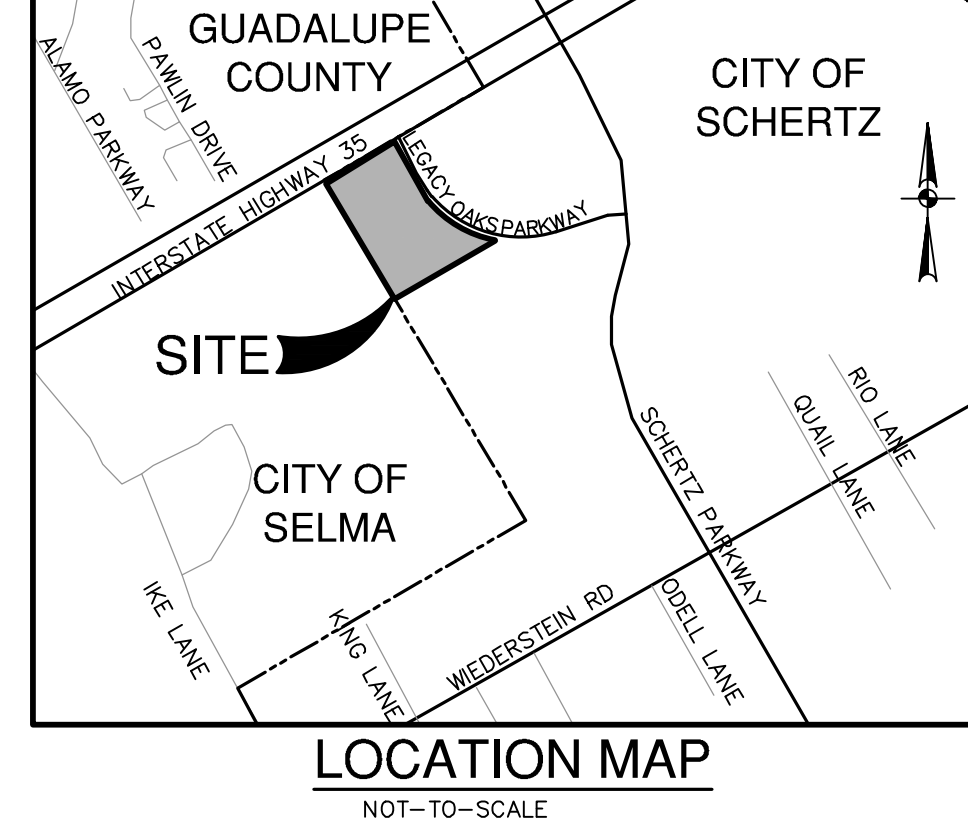 GUADALUPE
COUNTY
CITY OF
SCHERTZ
ALAMO PARKWAY
PAWLIN DRIVE
INTERSTATE HIGHWAY 35
LEGACY OAKS PARKWAY
SITE
CITY OF
SELMA
SCHERTZ PARKWAY
QUAIL LANE
RIO LANE
IKE LANE
KING LANE
WIEDERSTEIN RD
ODELL LANE
LOCATION MAP
NOT-TO-SCALE